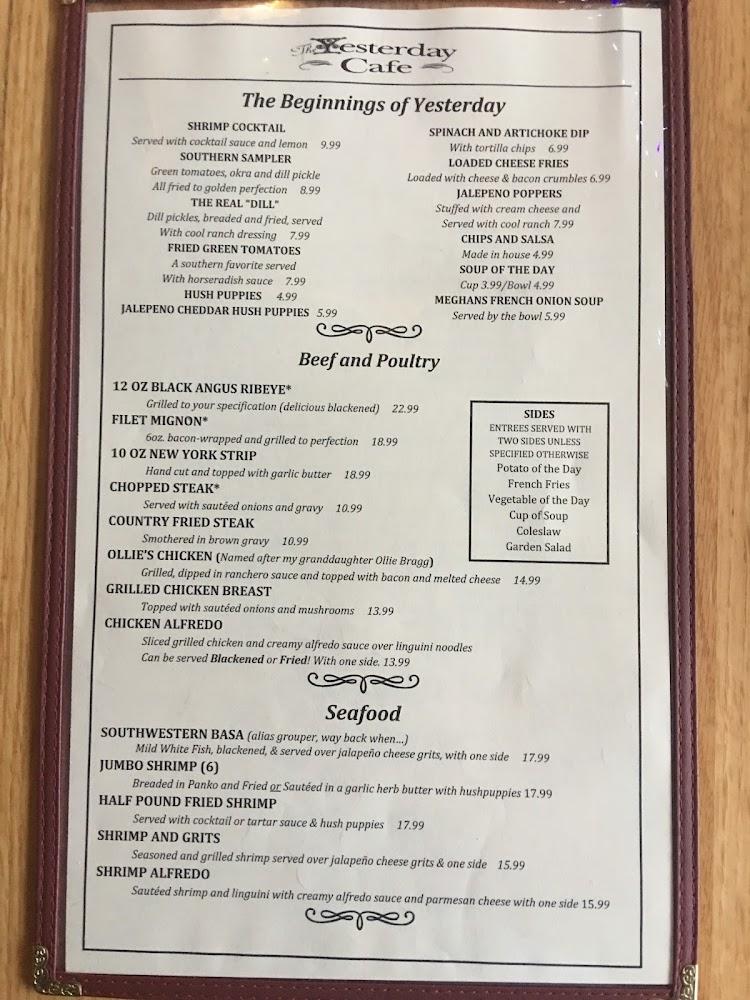 The Yesterday
Cafe
The Beginnings of Yesterday
SHRIMP COCKTAIL
Served with cocktail sauce and lemon 9.99
SOUTHERN SAMPLER
Green tomatoes, okra and dill pickle
All fried to golden perfection 8.99
THE REAL "DILL"
Dill pickles, breaded and fried, served
With cool ranch dressing 7.99
FRIED GREEN TOMATOES
A southern favorite served
With horseradish sauce 7.99
HUSH PUPPIES 4.99
JALEPENO CHEDDAR HUSH PUPPIES 5.99
SPINACH AND ARTICHOKE DIP
With tortilla chips 6.99
LOADED CHEESE FRIES
Loaded with cheese & bacon crumbles 6.99
JALEPENO POPPERS
Stuffed with cream cheese and
Served with cool ranch 7.99
CHIPS AND SALSA
Made in house 4.99
SOUP OF THE DAY
Cup 3.99/Bowl 4.99
MEGHANS FRENCH ONION SOUP
Served by the bowl 5.99
Beef and Poultry
12 OZ BLACK ANGUS RIBEYE*
Grilled to your specification (delicious blackened) 22.99
FILET MIGNON*
6oz. bacon-wrapped and grilled to perfection 18.99
10 OZ NEW YORK STRIP
Hand cut and topped with garlic butter 18.99
CHOPPED STEAK*
Served with sautéed onions and gravy 10.99
COUNTRY FRIED STEAK
Smothered in brown gravy 10.99
OLLIE'S CHICKEN (Named after my granddaughter Ollie Bragg)
Grilled, dipped in ranchero sauce and topped with bacon and melted cheese 14.99
GRILLED CHICKEN BREAST
Topped with sautéed onions and mushrooms 13.99
CHICKEN ALFREDO
Sliced grilled chicken and creamy alfredo sauce over linguini noodles
Can be served Blackened or Fried! With one side. 13.99
SIDES
ENTREES SERVED WITH
TWO SIDES UNLESS
SPECIFIED OTHERWISE
Potato of the Day
French Fries
Vegetable of the Day
Cup of Soup
Coleslaw
Garden Salad
Seafood
SOUTHWESTERN BASA (alias grouper, way back when...)
Mild White Fish, blackened, & served over jalapeño cheese grits, with one side 17.99
JUMBO SHRIMP (6)
Breaded in Panko and Fried or Sautéed in a garlic herb butter with hushpuppies 17.99
HALF POUND FRIED SHRIMP
Served with cocktail or tartar sauce & hush puppies 17.99
SHRIMP AND GRITS
Seasoned and grilled shrimp served over jalapeño cheese grits & one side 15.99
SHRIMP ALFREDO
Sautéed shrimp and linguini with creamy alfredo sauce and parmesan cheese with one side 15.99